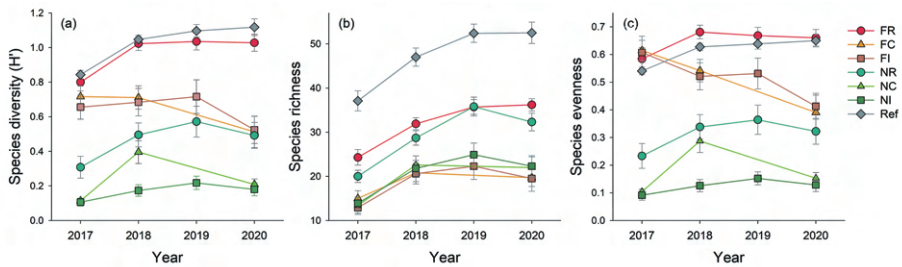 (a)
Species diversity (H')
1.2
1.0
0.8
0.6
0.4
0.2
0.0
2017 2018 2019 2020
Year
(b)
Species richness
50
40
30
20
10
2017 2018 2019 2020
Year
(c)
Species evenness
0.7
0.6
0.5
0.4
0.3
0.2
0.1
0.0
2017 2018 2019 2020
Year
FR
FC
FI
NR
NC
NI
Ref